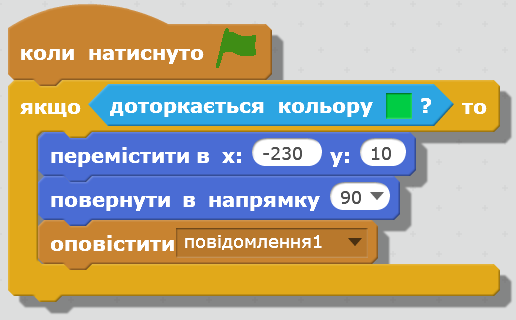 коли натиснуто
якщо доторкається кольору ? то
перемістити в х: -230 у: 10
повернути в напрямку 90
оповістити повідомлення1